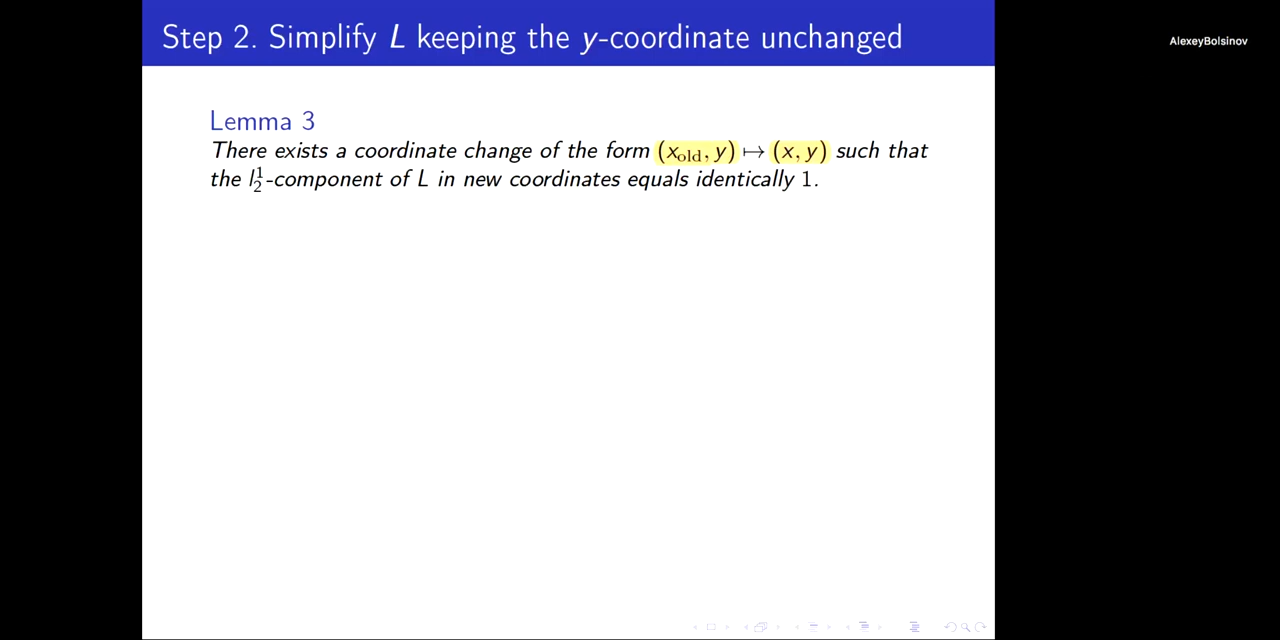 Step 2. Simplify L keeping the y-coordinate unchanged
AlexeyBolsinov
Lemma 3
There exists a coordinate change of the form (x_old, y) ↦ (x, y) such that
the l^1_2-component of L in new coordinates equals identically 1.